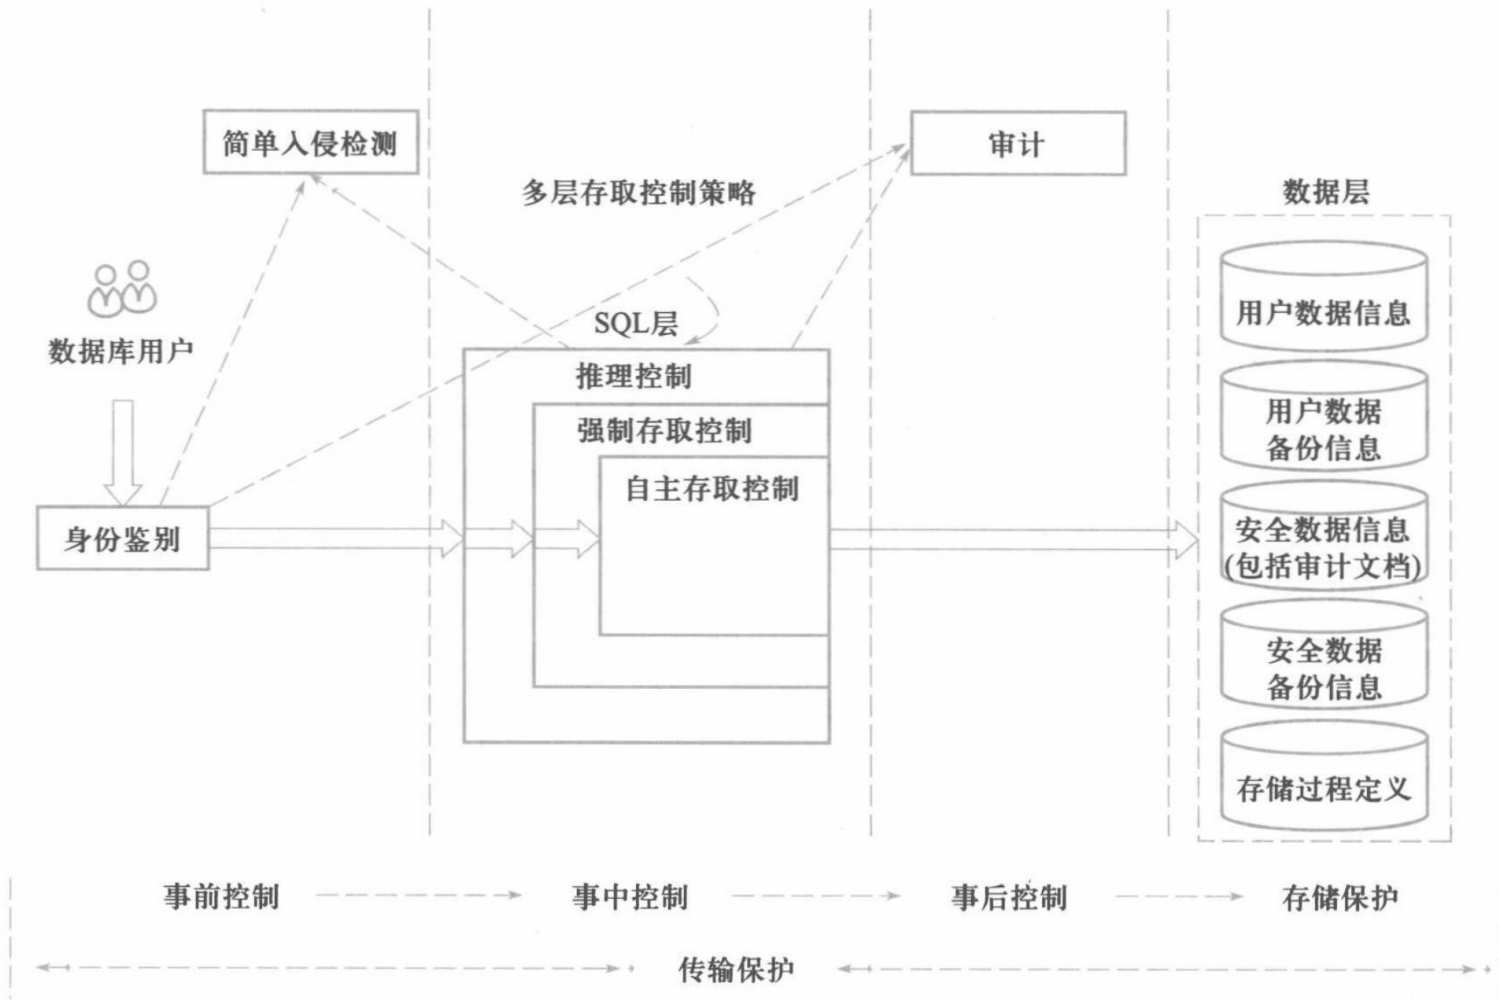 简单入侵检测
审计
多层存取控制策略
数据层
用户数据信息
SQL层
数据库用户
推理控制
用户数据
备份信息
强制存取控制
自主存取控制
身份鉴别
安全数据信息
(包括审计文档)
安全数据
备份信息
存储过程定义
事前控制
事中控制
事后控制
存储保护
传输保护